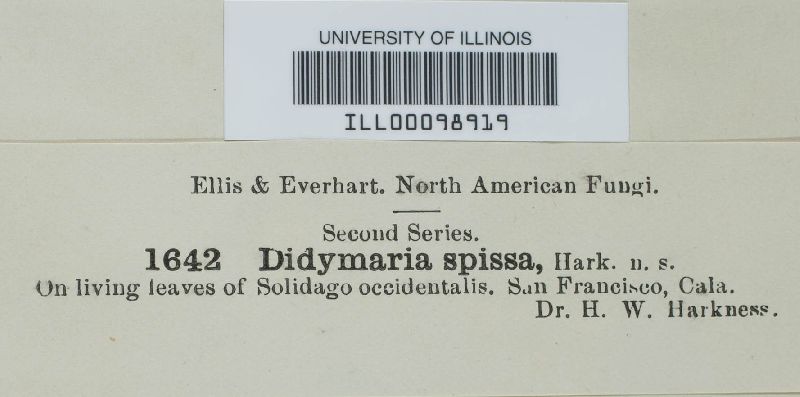 UNIVERSITY OF ILLINOIS
ILL00098919
Ellis & Everhart. North American Fungi.
Second Series.
1642 Didymaria spissa, Hark. n. s.
On living leaves of Solidago occidentalis. San Francisco, Cala.
Dr. H. W. Harkness.